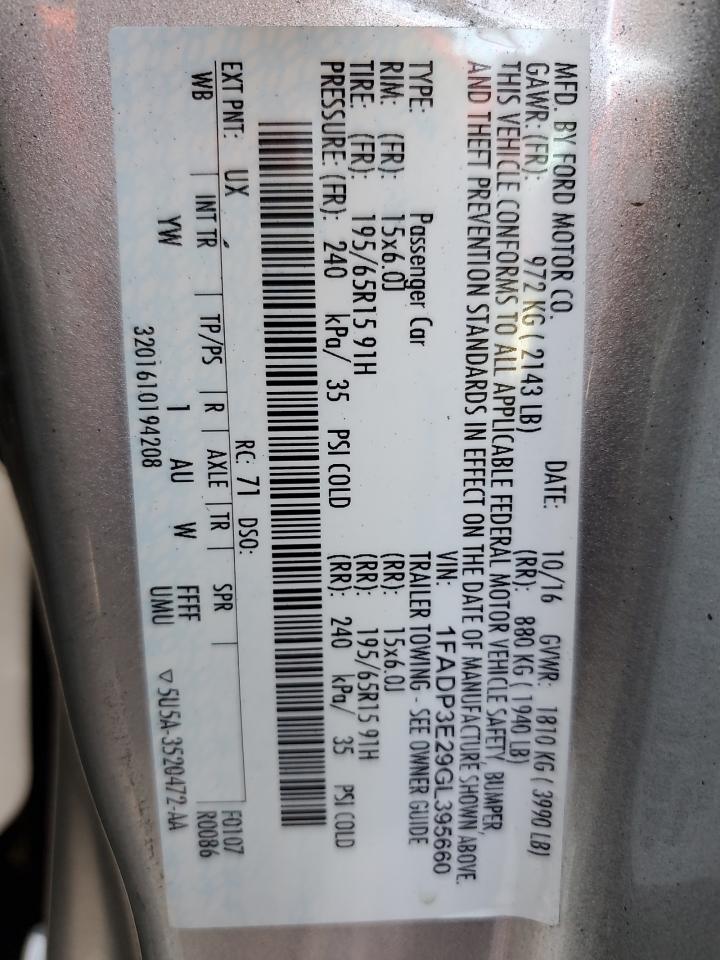 MFD. BY FORD MOTOR CO. DATE: 10/16 GVWR: 1810 KG ( 3990 LB)
GAWR: (FR): 972 KG ( 2143 LB) (RR): 880 KG ( 1940 LB)
THIS VEHICLE CONFORMS TO ALL APPLICABLE FEDERAL MOTOR VEHICLE SAFETY, BUMPER,
AND THEFT PREVENTION STANDARDS IN EFFECT ON THE DATE OF MANUFACTURE SHOWN ABOVE.
VIN: 1FADP3E29GL395660
TYPE: Passenger Car TRAILER TOWING - SEE OWNER GUIDE
RIM: (FR): 15x6.0J (RR): 15x6.0J
TIRE: (FR): 195/65R15 91H (RR): 195/65R15 91H
PRESSURE: (FR): 240 kPa/ 35 PSI COLD (RR): 240 kPa/ 35 PSI COLD
EXT PNT: UX RC: 71 DSO: F0107
WB INT TR TP/PS R AXLE TR SPR R0086
YW 1 AU W FFFF
3201610194208 UMU ▽5U5A-3520472-AA